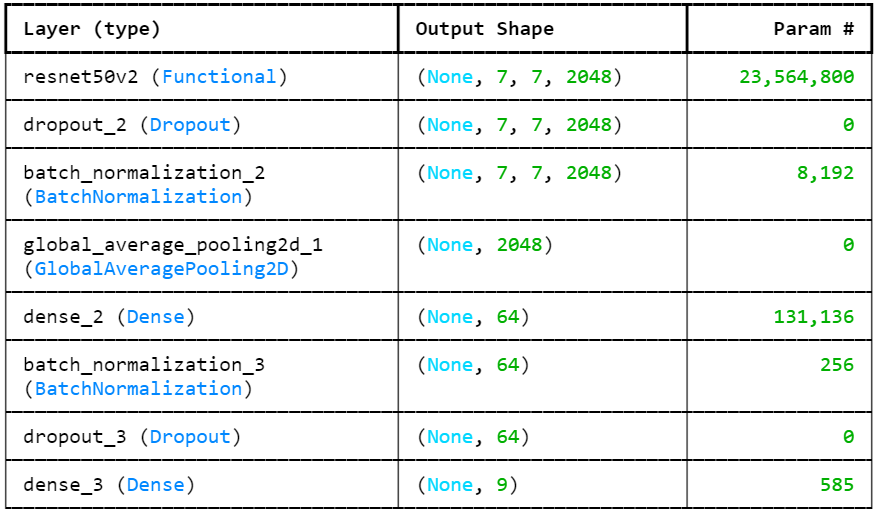 Layer (type) Output Shape Param #
resnet50v2 (Functional) (None, 7, 7, 2048) 23,564,800
dropout_2 (Dropout) (None, 7, 7, 2048) 0
batch_normalization_2 (None, 7, 7, 2048) 8,192
(BatchNormalization)
global_average_pooling2d_1 (None, 2048) 0
(GlobalAveragePooling2D)
dense_2 (Dense) (None, 64) 131,136
batch_normalization_3 (None, 64) 256
(BatchNormalization)
dropout_3 (Dropout) (None, 64) 0
dense_3 (Dense) (None, 9) 585